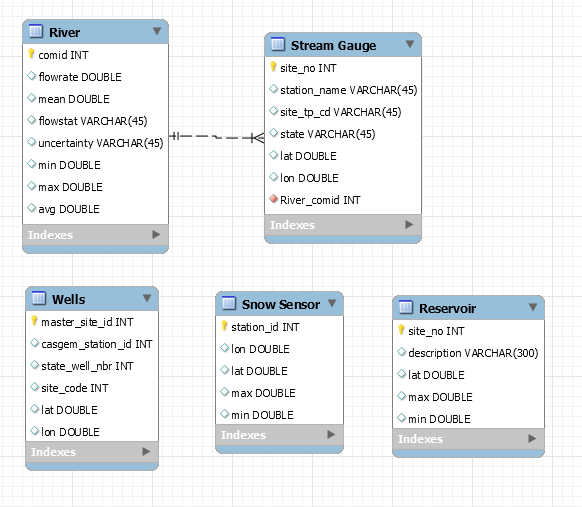 River
comid INT
flowrate DOUBLE
mean DOUBLE
flowstat VARCHAR(45)
uncertainty VARCHAR(45)
min DOUBLE
max DOUBLE
avg DOUBLE
Indexes
Stream Gauge
site_no INT
station_name VARCHAR(45)
site_tp_cd VARCHAR(45)
state VARCHAR(45)
lat DOUBLE
lon DOUBLE
River_comid INT
Indexes
Wells
master_site_id INT
casgem_station_id INT
state_well_nbr INT
site_code INT
lat DOUBLE
lon DOUBLE
Indexes
Snow Sensor
station_id INT
lon DOUBLE
lat DOUBLE
max DOUBLE
min DOUBLE
Indexes
Reservoir
site_no INT
description VARCHAR(300)
lat DOUBLE
max DOUBLE
min DOUBLE
Indexes